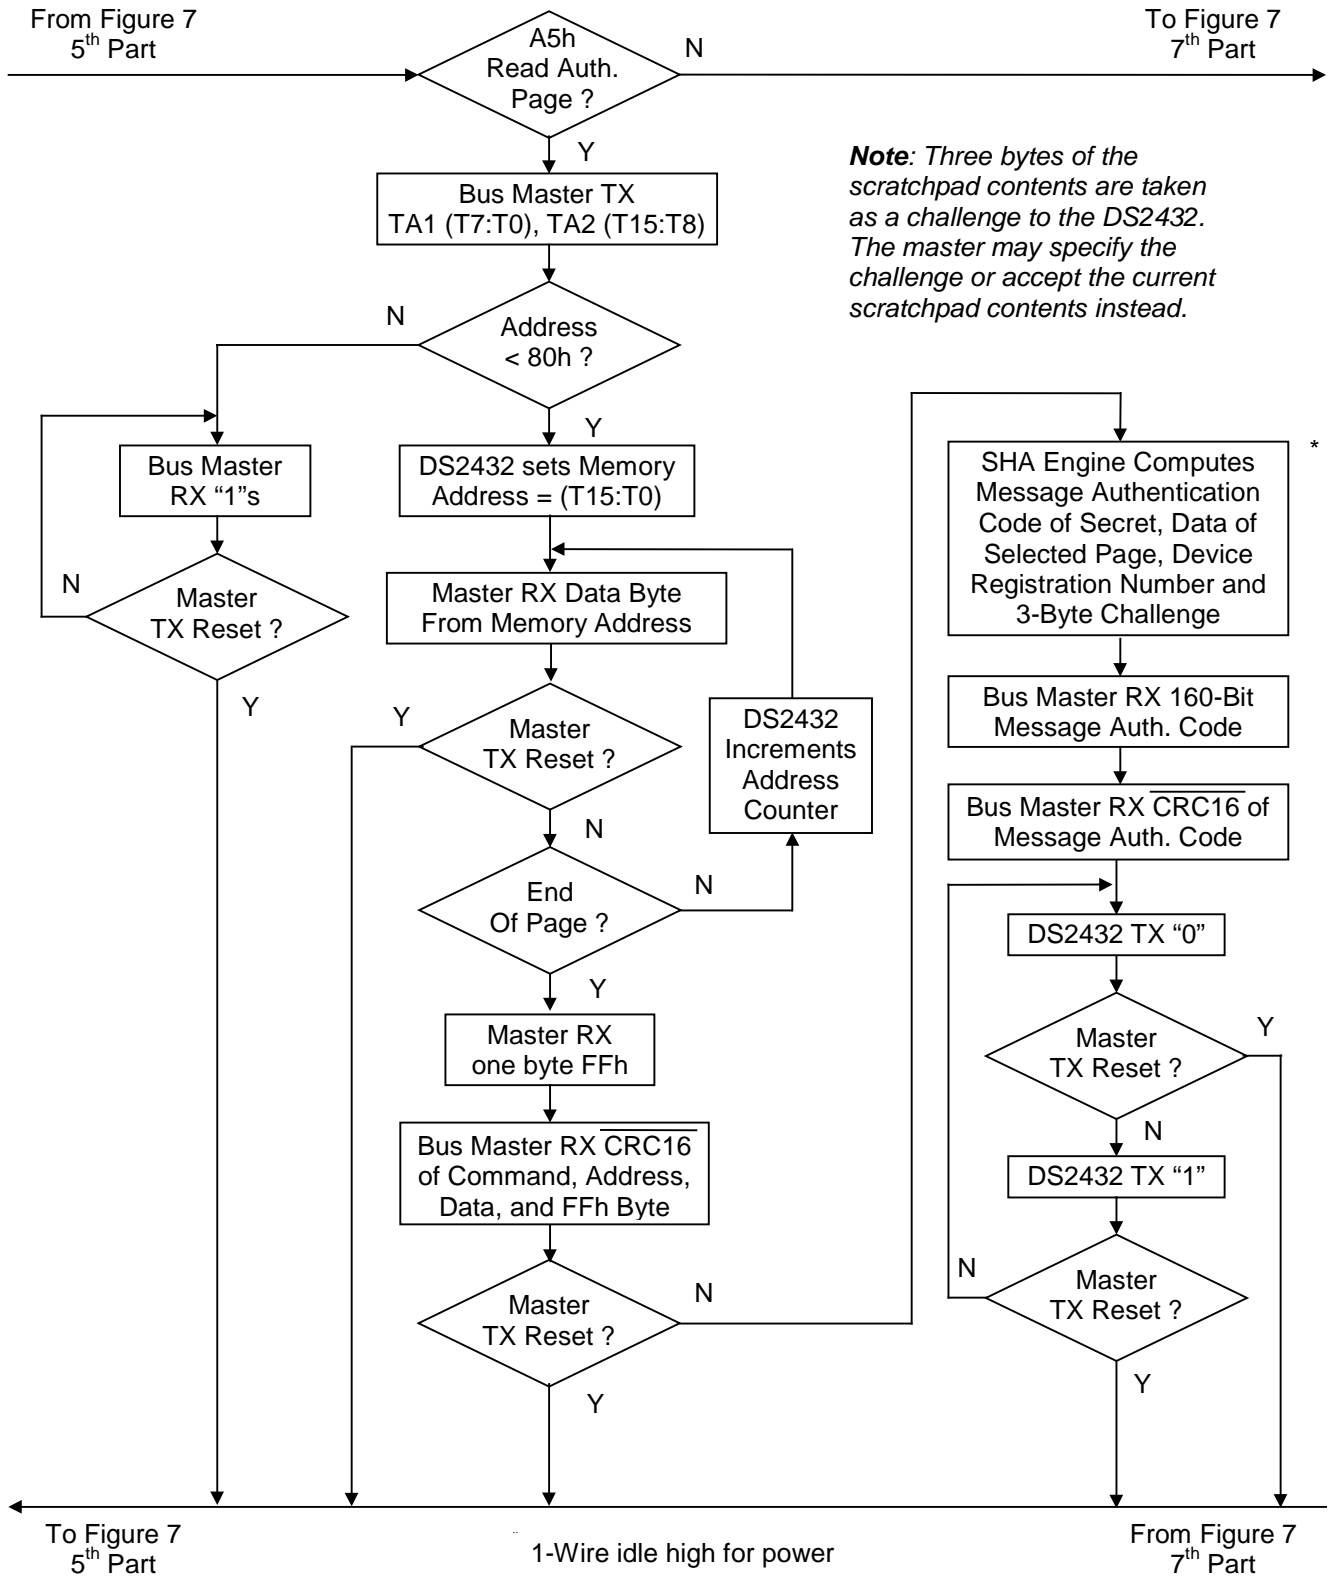 From Figure 7
5th Part
To Figure 7
7th Part
A5h
Read Auth.
Page ?
N
Y
Note: Three bytes of the
scratchpad contents are taken
as a challenge to the DS2432.
The master may specify the
challenge or accept the current
scratchpad contents instead.
Bus Master TX
TA1 (T7:T0), TA2 (T15:T8)
N
Address
< 80h ?
Y
Bus Master
RX “1”s
N
Master
TX Reset ?
Y
DS2432 sets Memory
Address = (T15:T0)
Master RX Data Byte
From Memory Address
Y
Master
TX Reset ?
N
DS2432
Increments
Address
Counter
End
Of Page ?
N
Y
Master RX
one byte FFh
Bus Master RX CRC16
of Command, Address,
Data, and FFh Byte
Master
TX Reset ?
N
Y
*
SHA Engine Computes
Message Authentication
Code of Secret, Data of
Selected Page, Device
Registration Number and
3-Byte Challenge
Bus Master RX 160-Bit
Message Auth. Code
Bus Master RX CRC16 of
Message Auth. Code
DS2432 TX “0”
Master
TX Reset ?
Y
N
DS2432 TX “1”
N
Master
TX Reset ?
Y
To Figure 7
5th Part
1-Wire idle high for power
From Figure 7
7th Part